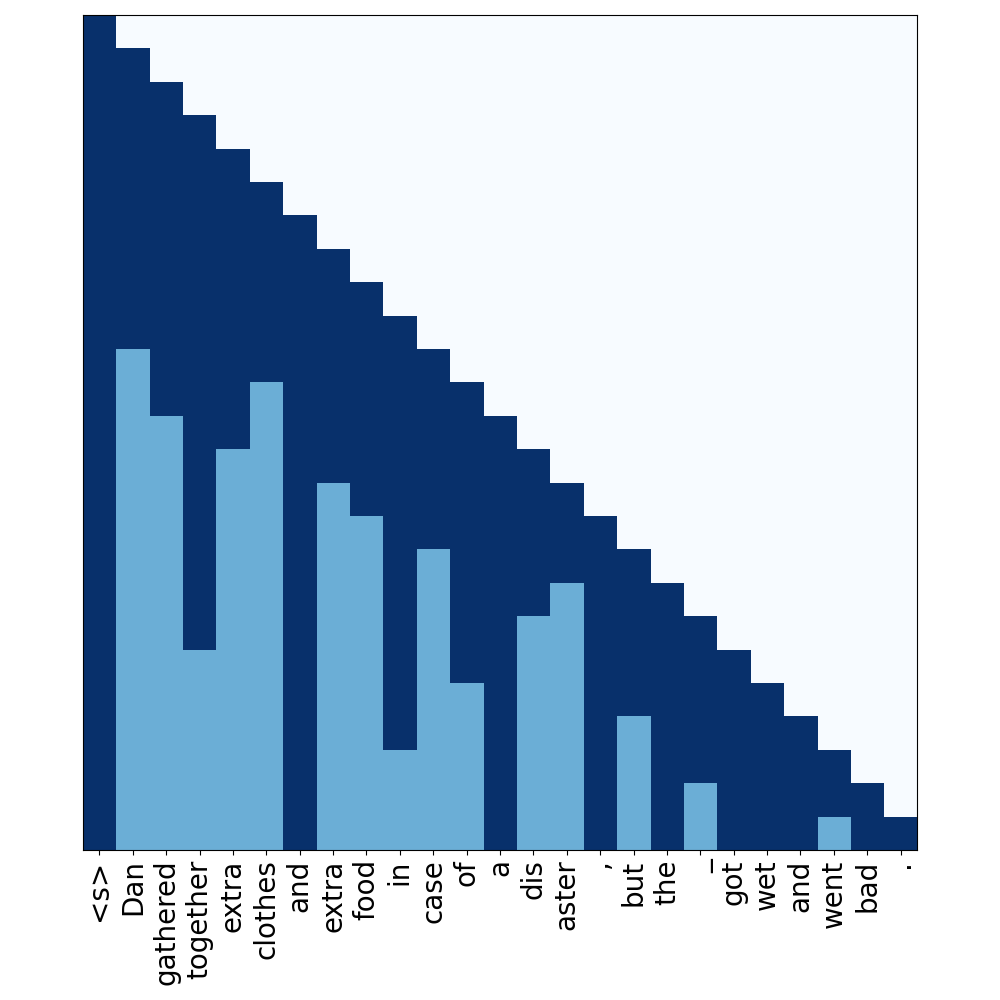 <s>
Dan
gathered
together
extra
clothes
and
extra
food
in
case
of
a
dis
aster
,
but
the
_
got
wet
and
went
bad
.